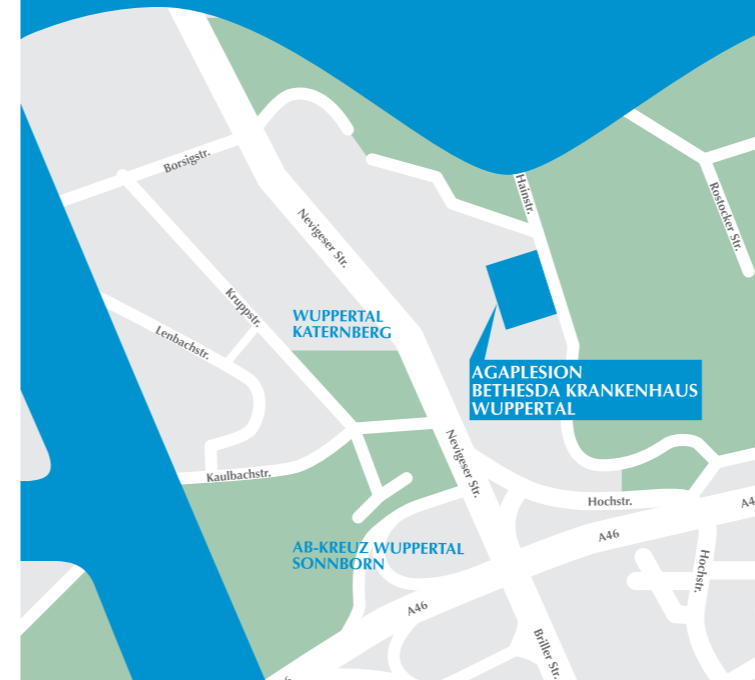 Borsigstr.
Hainstr.
Rostocker Str.
Nevigeser Str.
Kruppstr.
WUPPERTAL
KATERNBERG
Lenbachstr.
AGAPLESION
BETHESDA KRANKENHAUS
WUPPERTAL
Nevigeser Str.
Kaulbachstr.
Hochstr.
A4
A46
AB-KREUZ WUPPERTAL
SONNBORN
Hochstr.
A46
Briller Str.